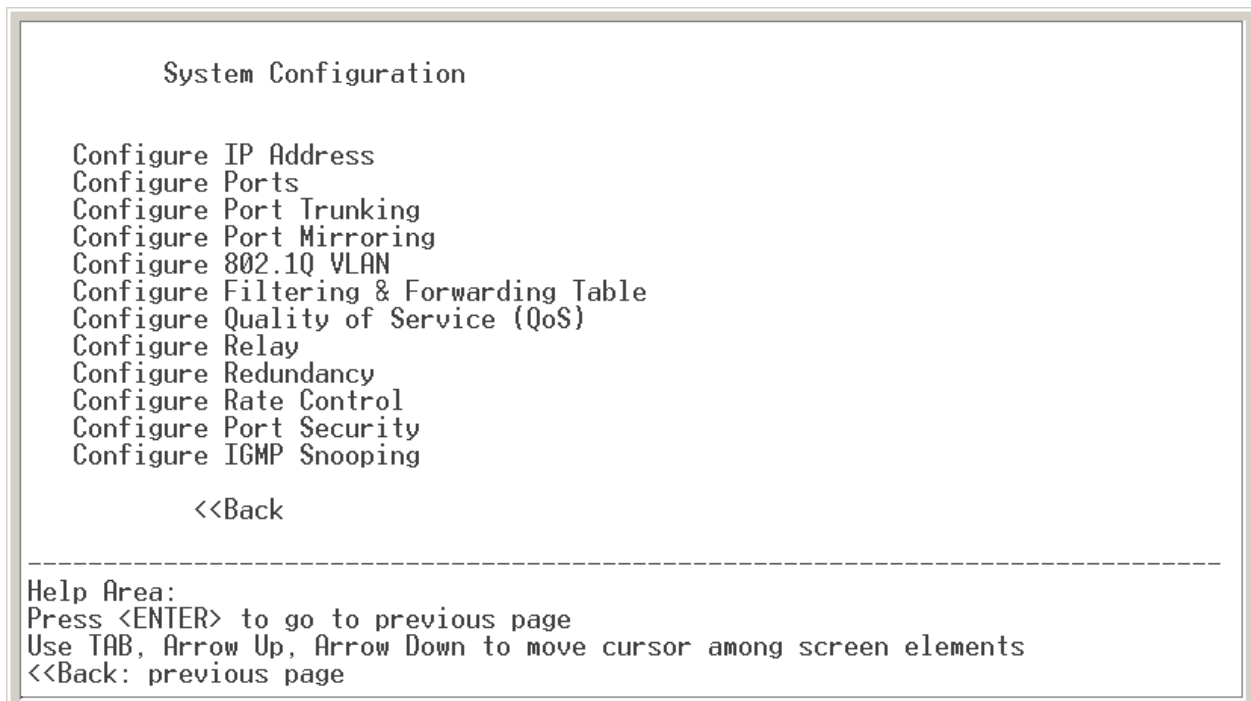 System Configuration
Configure IP Address
Configure Ports
Configure Port Trunking
Configure Port Mirroring
Configure 802.1Q VLAN
Configure Filtering & Forwarding Table
Configure Quality of Service (QoS)
Configure Relay
Configure Redundancy
Configure Rate Control
Configure Port Security
Configure IGMP Snooping
<<Back
Help Area:
Press <ENTER> to go to previous page
Use TAB, Arrow Up, Arrow Down to move cursor among screen elements
<<Back: previous page